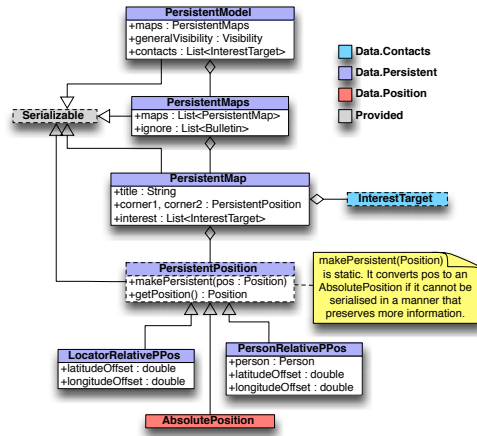 PersistentModel
+maps : PersistentMaps
+generalVisibility : Visibility
+contacts : List<InterestTarget>
Data.Contacts
Data.Persistent
Data.Position
Provided
Serializable
PersistentMaps
+maps : List<PersistentMap>
+ignore : List<Bulletin>
PersistentMap
+title : String
+corner1, corner2 : PersistentPosition
+interest : List<InterestTarget>
InterestTarget
PersistentPosition
+makePersistent(pos : Position)
+getPosition() : Position
makePersistent(Position)
is static. It converts pos to an
AbsolutePosition if it cannot be
serialised in a manner that
preserves more information.
LocatorRelativePPos
+latitudeOffset : double
+longitudeOffset : double
PersonRelativePPos
+person : Person
+latitudeOffset : double
+longitudeOffset : double
AbsolutePosition